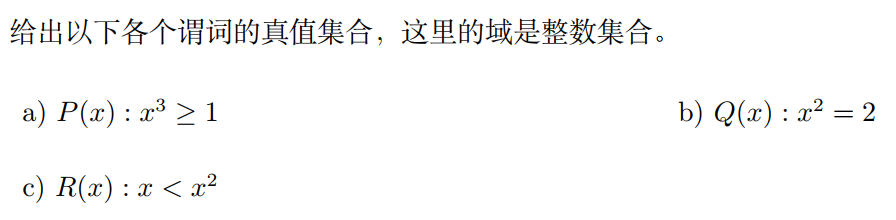 给出以下各个谓词的真值集合，这里的域是整数集合。
a) P(x) : x³ ≥ 1 b) Q(x) : x² = 2
c) R(x) : x < x²